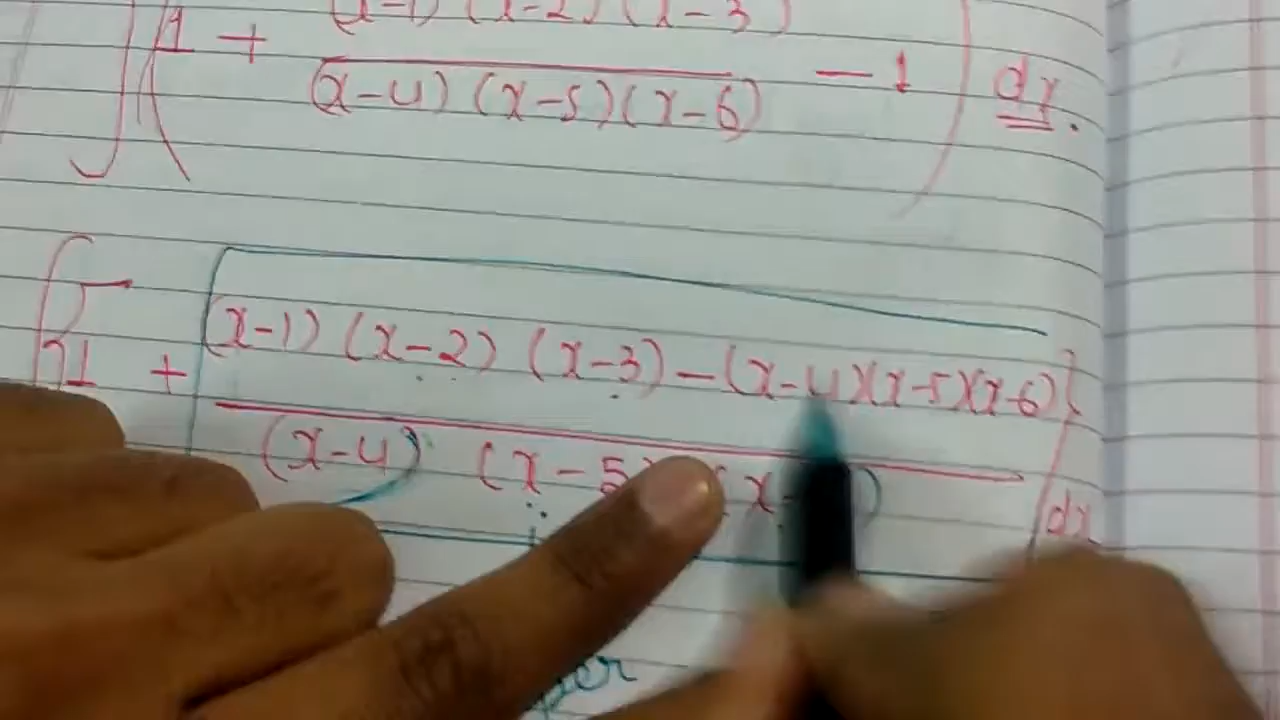 (x-1) (x-2) (x-3)
∫ ( 1 + ———— - 1 ) dx.
(x-4) (x-5) (x-6)
(x-1) (x-2) (x-3) - (x-4)(x-5)(x-6)
∫ { 1 + ———— } dx
(x-4) (x-5) (x